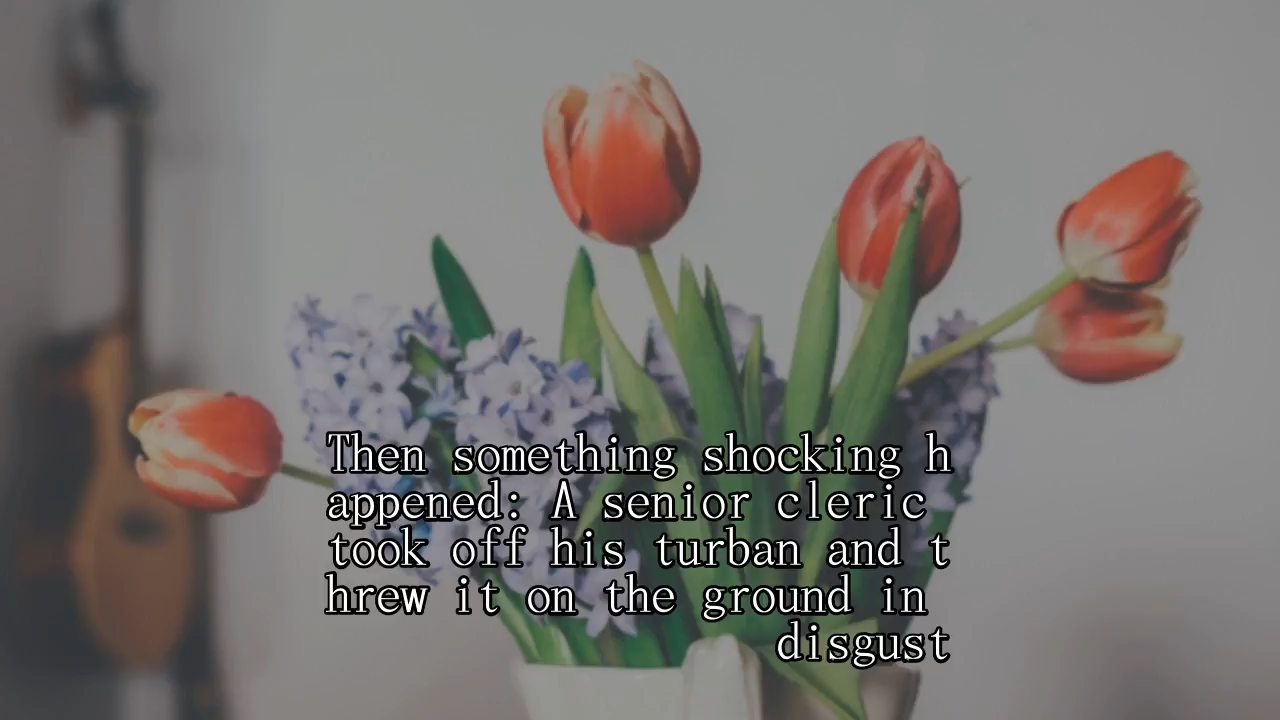 Then something shocking h
appened: A senior cleric
took off his turban and t
hrew it on the ground in
disgust